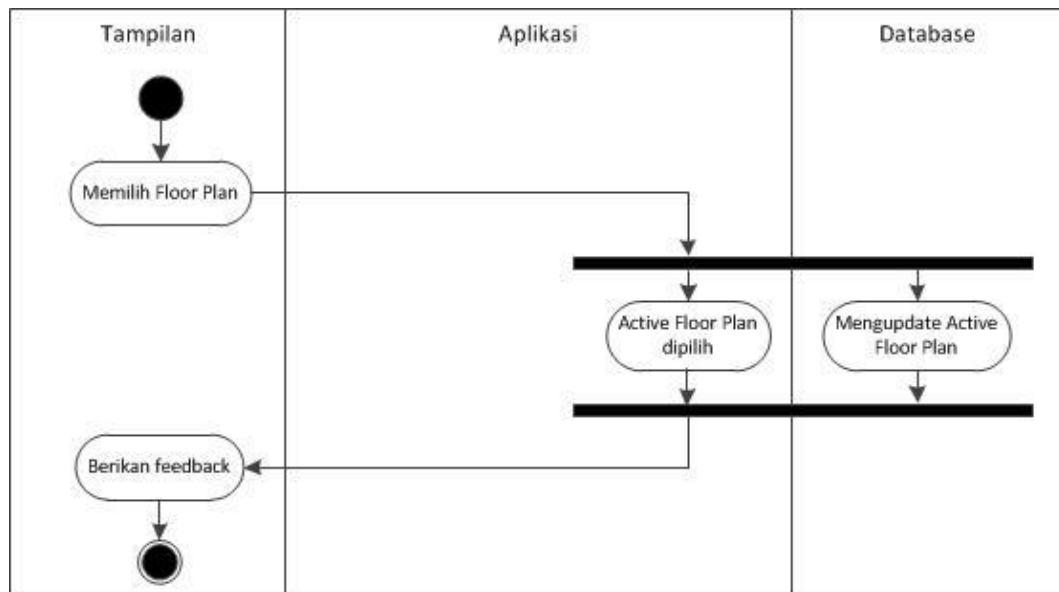 Tampilan
Aplikasi
Database
Memilih Floor Plan
Active Floor Plan
dipilih
Mengupdate Active
Floor Plan
Berikan feedback